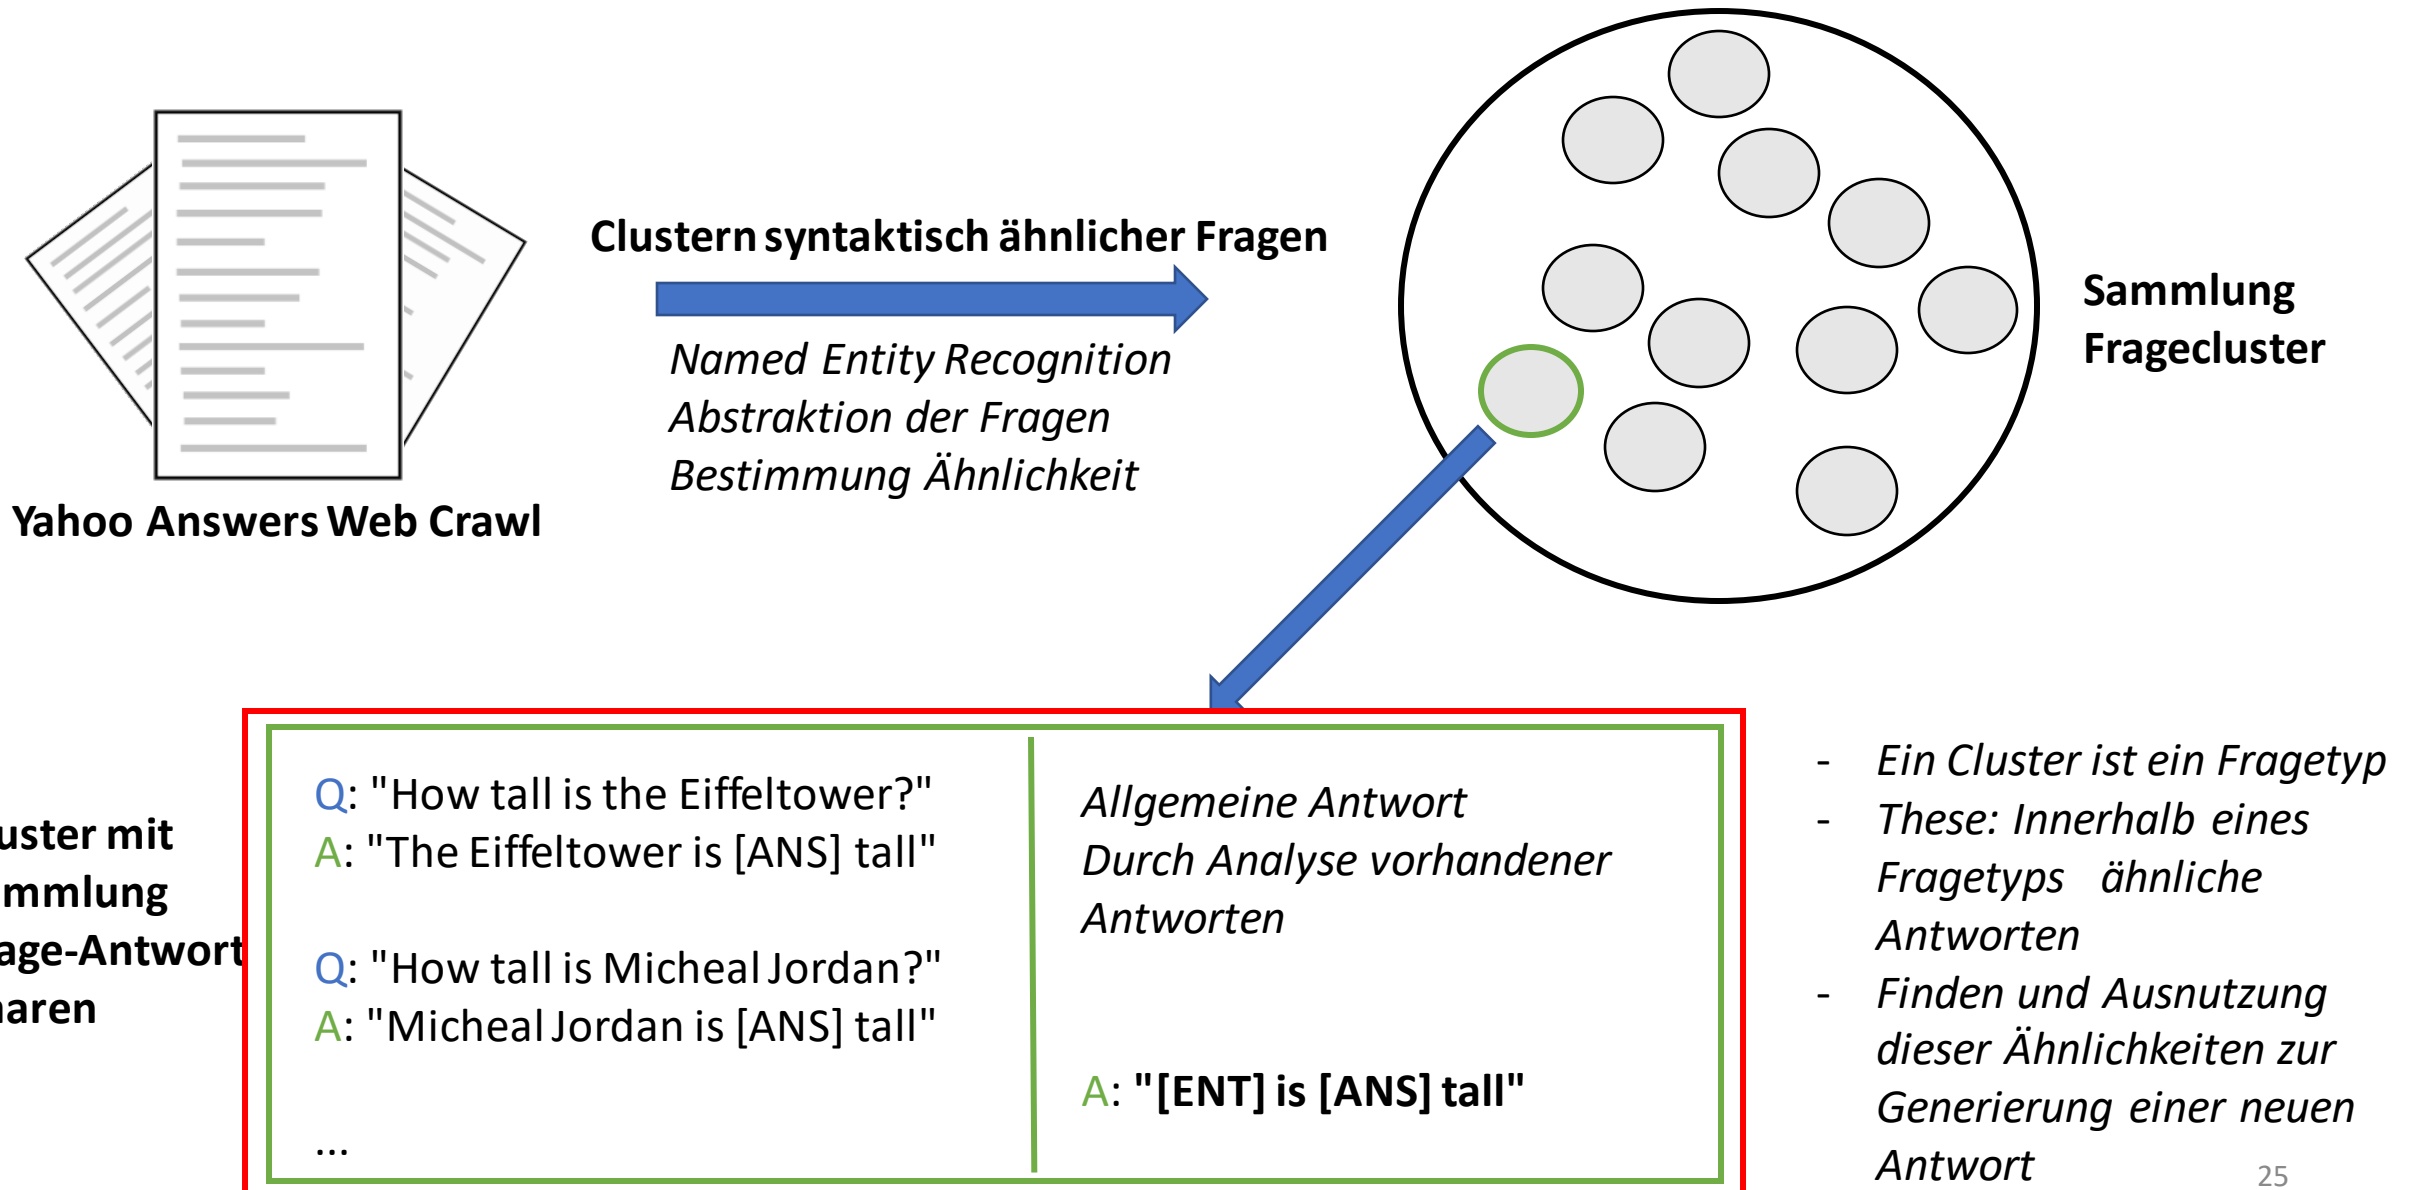 Clustern syntaktisch ähnlicher Fragen
Named Entity Recognition
Abstraktion der Fragen
Bestimmung Ähnlichkeit
Yahoo Answers Web Crawl
Sammlung
Fragecluster
mit
age-Antwort
Q: "How tall is the Eiffeltower?"
A: "The Eiffeltower is [ANS] tall"
Q: "How tall is Micheal Jordan?"
A: "Micheal Jordan is [ANS] tall"
...
Allgemeine Antwort
Durch Analyse vorhandener
Antworten
A: "[ENT] is [ANS] tall"
- Ein Cluster ist ein Fragetyp
- These: Innerhalb eines
Fragetyps ähnliche
Antworten
- Finden und Ausnutzung
dieser Ähnlichkeiten zur
Generierung einer neuen
Antwort
25